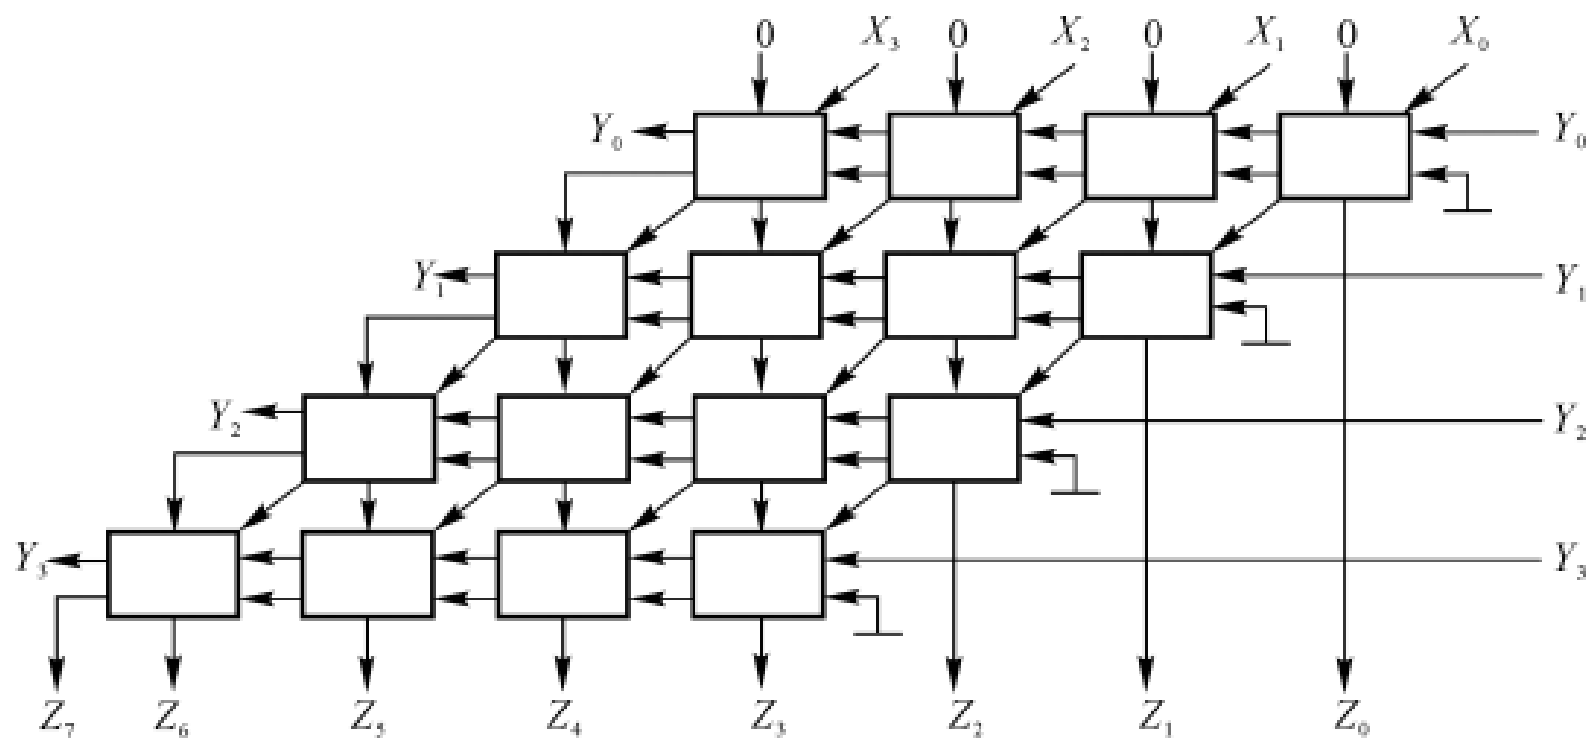 0 X₃ 0 X₂ 0 X₁ 0 X₀
Y₀ Y₀
Y₁ Y₁
Y₂ Y₂
Y₃ Y₃
Z₇ Z₆ Z₅ Z₄ Z₃ Z₂ Z₁ Z₀